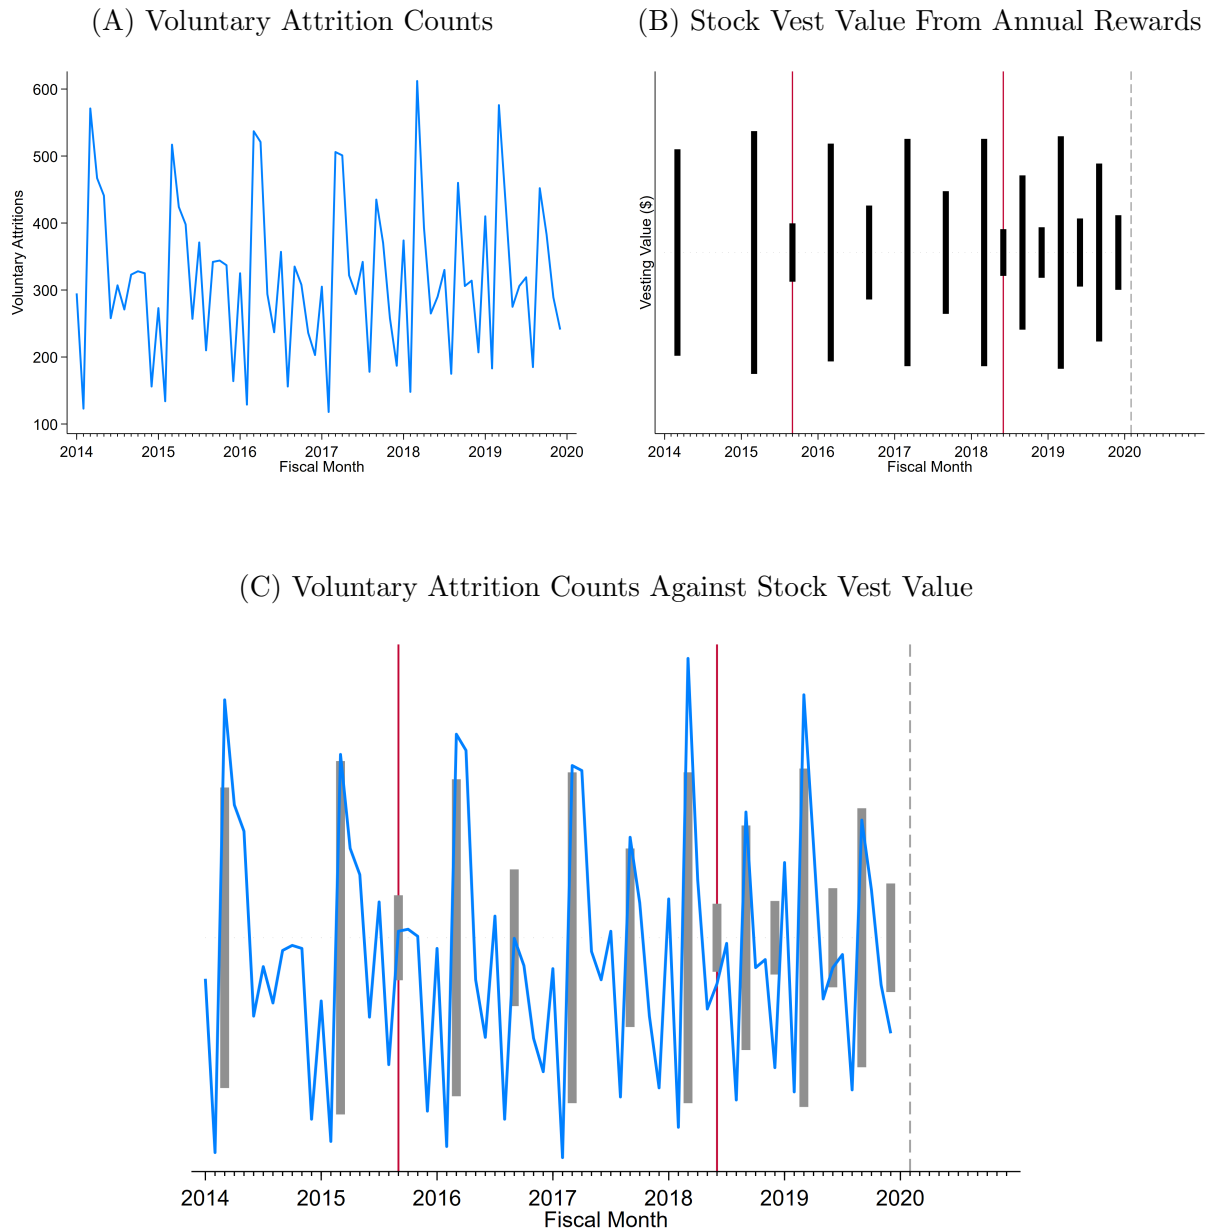 (A) Voluntary Attrition Counts
600
500
400
300
200
100
Voluntary Attritions
2014 2015 2016 2017 2018 2019 2020
Fiscal Month
(B) Stock Vest Value From Annual Rewards
Vesting Value ($)
2014 2015 2016 2017 2018 2019 2020
Fiscal Month
(C) Voluntary Attrition Counts Against Stock Vest Value
2014 2015 2016 2017 2018 2019 2020
Fiscal Month